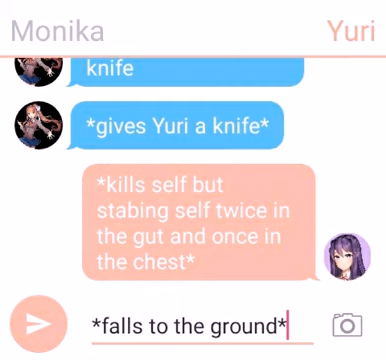 Monika Yuri
knife
*gives Yuri a knife*
*kills self but
stabing self twice in
the gut and once in
the chest*
*falls to the ground*